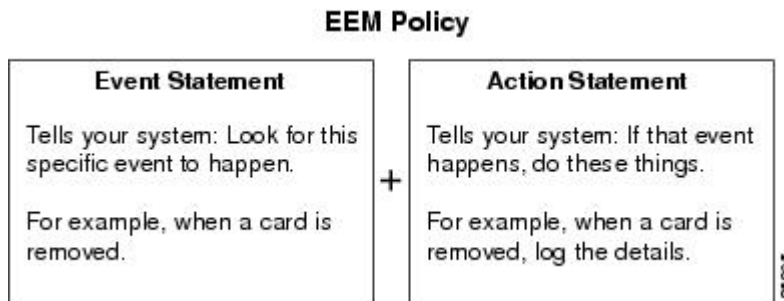 EEM Policy
Event Statement
Tells your system: Look for this
specific event to happen.
For example, when a card is
removed.
+
Action Statement
Tells your system: If that event
happens, do these things.
For example, when a card is
removed, log the details.